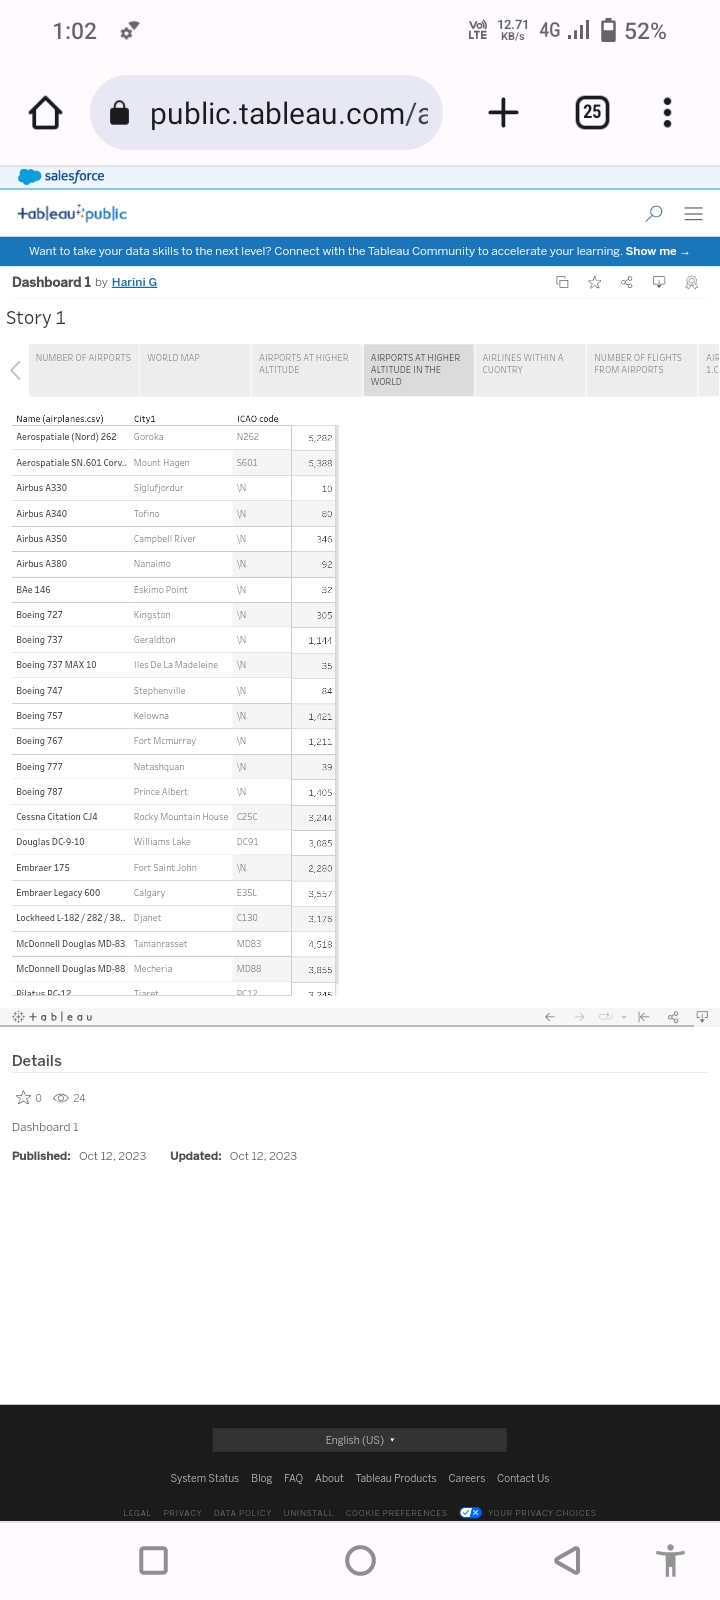 1:02 Vo) LTE 12.71 KB/s 4G 52%
public.tableau.com/a 25
salesforce
+ableau public
Want to take your data skills to the next level? Connect with the Tableau Community to accelerate your learning. Show me →
Dashboard 1 by Harini G
Story 1
NUMBER OF AIRPORTS
WORLD MAP
AIRPORTS AT HIGHER
ALTITUDE
AIRPORTS AT HIGHER
ALTITUDE IN THE
WORLD
AIRLINES WITHIN A
CUONTRY
NUMBER OF FLIGHTS
FROM AIRPORTS
AIR
1.C
Name (airplanes.csv) City1 ICAO code
Aerospatiale (Nord) 262 Goroka N262 5,282
Aerospatiale SN.601 Corv.. Mount Hagen S601 5,388
Airbus A330 Siglufjordur \N 10
Airbus A340 Tofino \N 80
Airbus A350 Campbell River \N 346
Airbus A380 Nanaimo \N 92
BAe 146 Eskimo Point \N 32
Boeing 727 Kingston \N 305
Boeing 737 Geraldton \N 1,144
Boeing 737 MAX 10 Iles De La Madeleine \N 35
Boeing 747 Stephenville \N 84
Boeing 757 Kelowna \N 1,421
Boeing 767 Fort Mcmurray \N 1,211
Boeing 777 Natashquan \N 39
Boeing 787 Prince Albert \N 1,405
Cessna Citation CJ4 Rocky Mountain House C25C 3,244
Douglas DC-9-10 Williams Lake DC91 3,085
Embraer 175 Fort Saint John \N 2,280
Embraer Legacy 600 Calgary E35L 3,557
Lockheed L-182 / 282 / 38.. Djanet C130 3,176
McDonnell Douglas MD-83 Tamanrasset MD83 4,518
McDonnell Douglas MD-88 Mecheria MD88 3,855
Pilatus PC-12 Tiaret PC12 3,245
+ableau
Details
0 24
Dashboard 1
Published: Oct 12, 2023 Updated: Oct 12, 2023
English (US)
System Status Blog FAQ About Tableau Products Careers Contact Us
LEGAL PRIVACY DATA POLICY UNINSTALL COOKIE PREFERENCES YOUR PRIVACY CHOICES